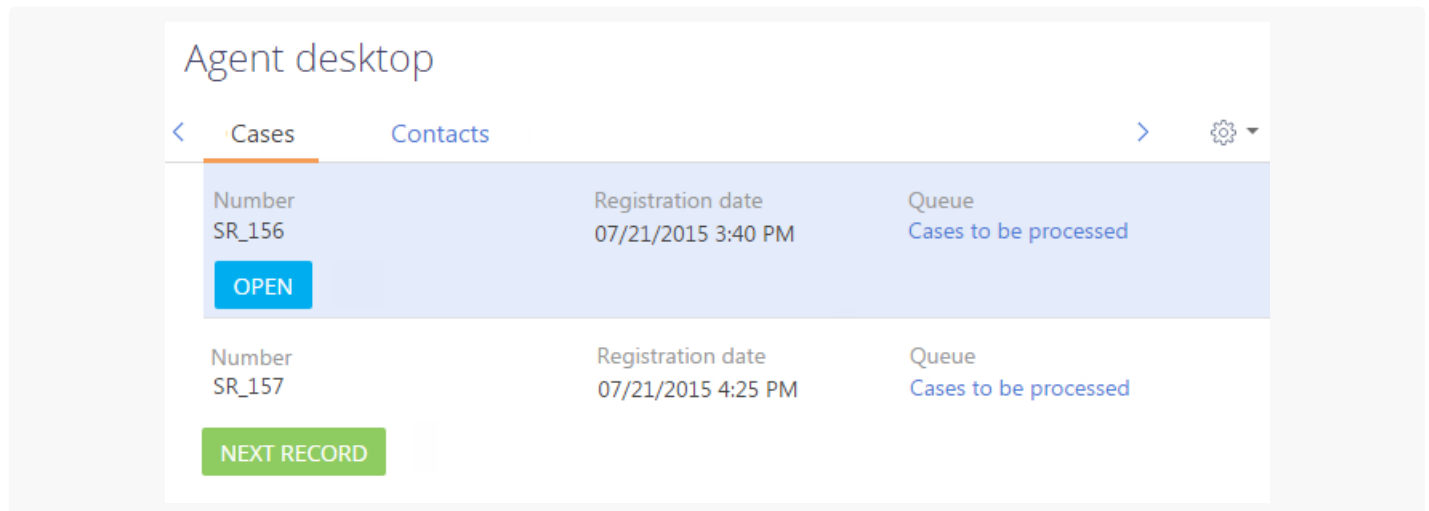 Agent desktop
Cases Contacts
Number Registration date Queue
SR_156 07/21/2015 3:40 PM Cases to be processed
OPEN
Number Registration date Queue
SR_157 07/21/2015 4:25 PM Cases to be processed
NEXT RECORD